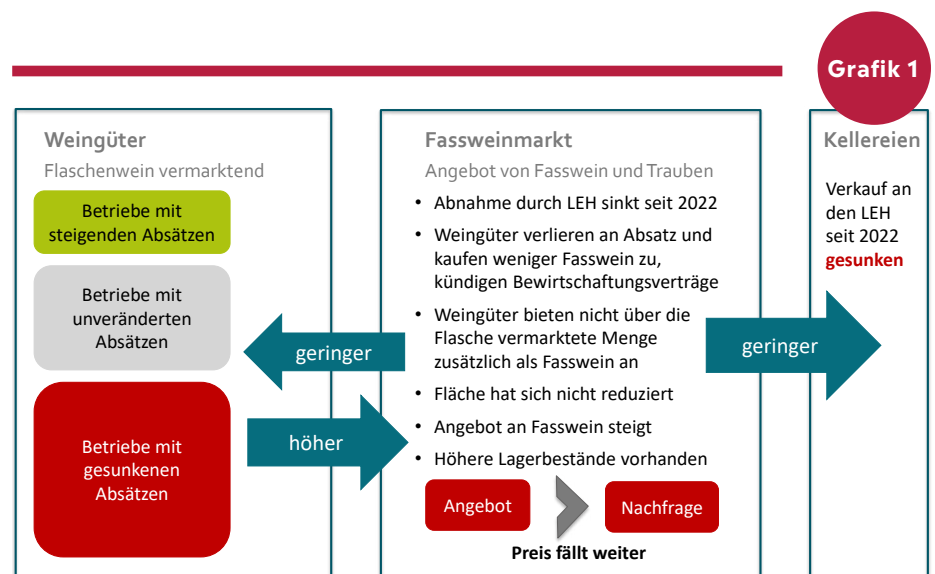 Grafik 1
Weingüter
Flaschenwein vermarktend
Betriebe mit
steigenden Absätzen
Betriebe mit
unveränderten
Absätzen
Betriebe mit
gesunkenen
Absätzen
geringer
höher
Fassweinmarkt
Angebot von Fasswein und Trauben
• Abnahme durch LEH sinkt seit 2022
• Weingüter verlieren an Absatz und
kaufen weniger Fasswein zu,
kündigen Bewirtschaftungsverträge
• Weingüter bieten nicht über die
Flasche vermarktete Menge
zusätzlich als Fasswein an
• Fläche hat sich nicht reduziert
• Angebot an Fasswein steigt
• Höhere Lagerbestände vorhanden
Angebot
Nachfrage
Preis fällt weiter
geringer
Kellereien
Verkauf an
den LEH
seit 2022
gesunken